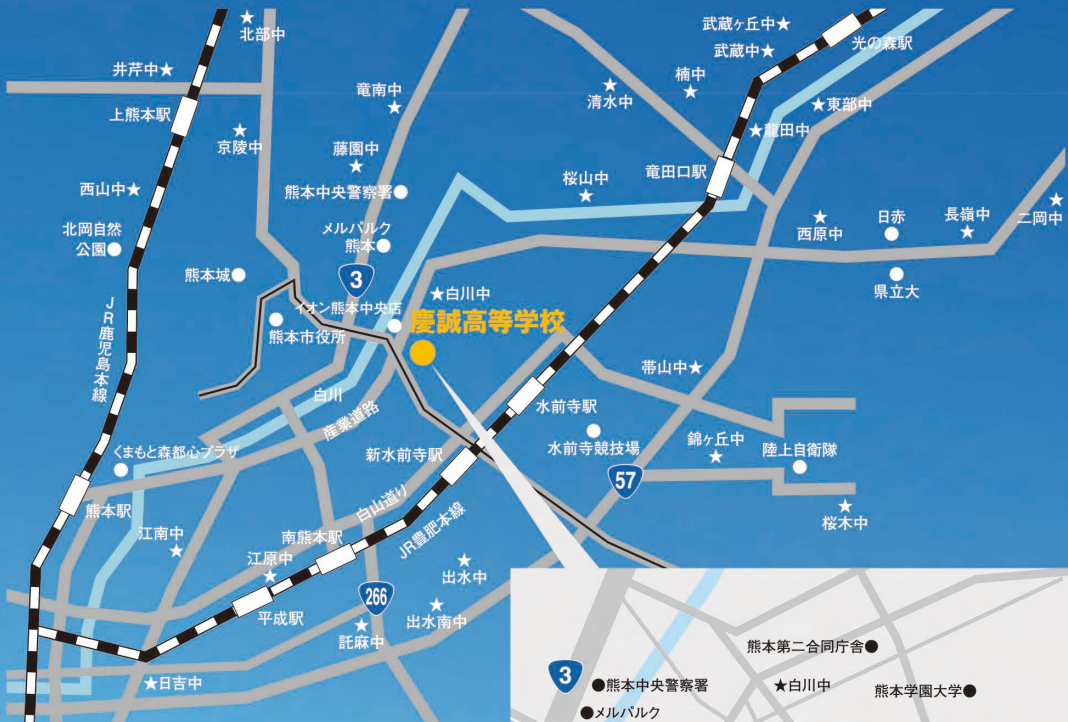 北部中
武蔵ヶ丘中★
武蔵中★
光の森駅
井芹中★
上熊本駅
京陵中
竜南中
藤園中
清水中
楠中
★東部中
★龍田中
西山中★
熊本中央警察署
桜山中
竜田口駅
北岡自然
公園
メルパルク
熊本
西原中
日赤
長嶺中
二岡中
熊本城
3
★白川中
県立大
イオン熊本中央店
慶誠高等学校
熊本市役所
JR鹿児島本線
白川
産業道路
帯山中★
水前寺駅
水前寺競技場
錦ヶ丘中
陸上自衛隊
くまもと森都心プラザ
新水前寺駅
57
熊本駅
白山通り
桜木中
江南中
南熊本駅
JR豊肥本線
江原中
出水中
平成駅
266
出水南中
託麻中
★日吉中
熊本第二合同庁舎●
3
●熊本中央警察署
★白川中
熊本学園大学●
●メルパルク